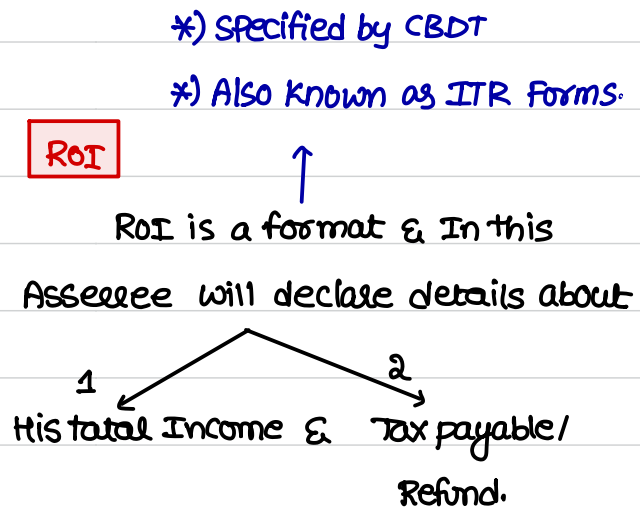 *) Specified by CBDT
*) Also known as ITR Forms.
ROI
ROI is a format & In this
Assessee will declare details about
1 2
His total Income & Tax payable/
Refund.